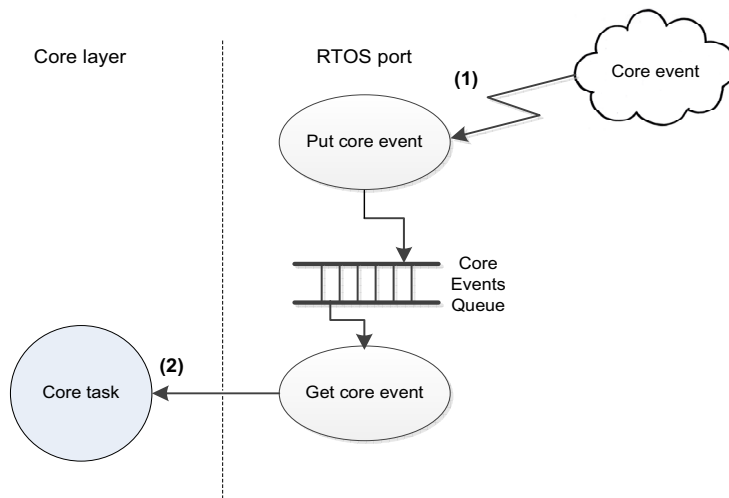 Core layer
RTOS port
Core event
(1)
Put core event
Core
Events
Queue
(2)
Core task
Get core event